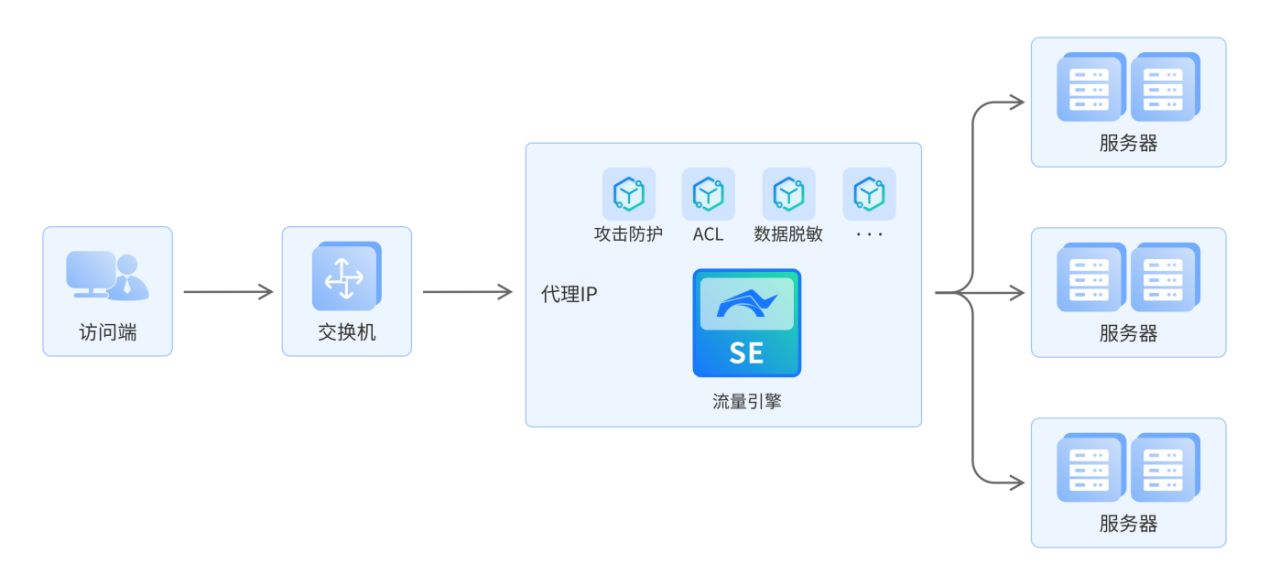 访问端
交换机
攻击防护
ACL
数据脱敏
···
代理IP
SE
流量引擎
服务器
服务器
服务器